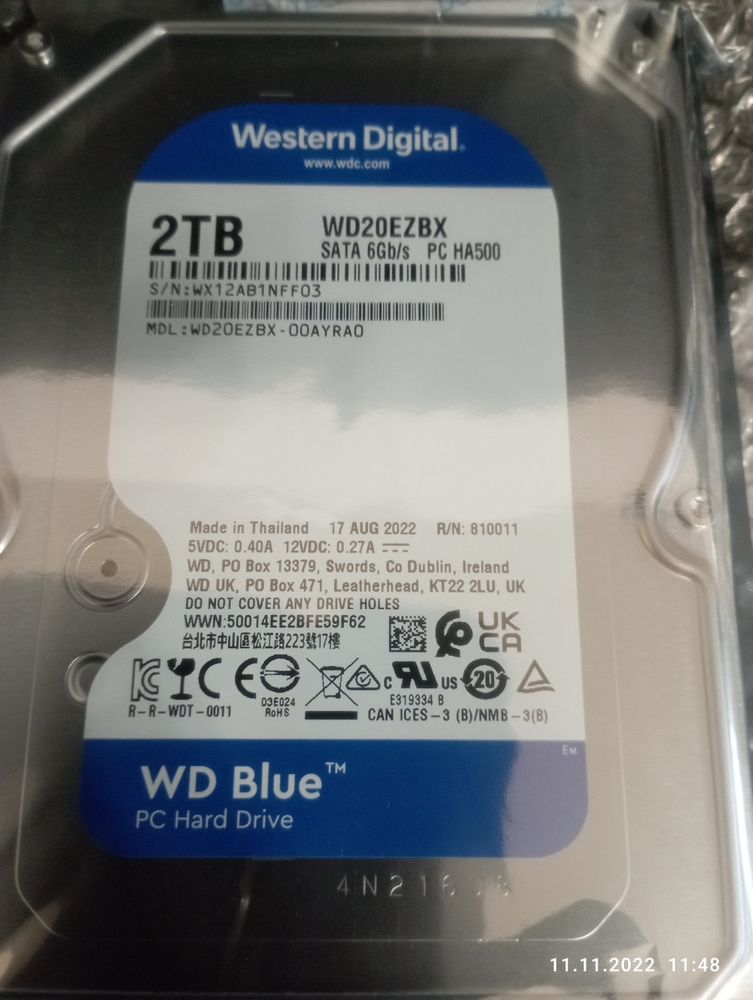 Western Digital®
www.wdc.com
2TB
WD20EZBX
SATA 6Gb/s PC HA500
S/N:WX12AB1NFF03
MDL:WD20EZBX-00AYRA0
Made in Thailand 17 AUG 2022 R/N: 810011
5VDC: 0.40A 12VDC: 0.27A
WD, PO Box 13379, Swords, Co Dublin, Ireland
WD UK, PO Box 471, Leatherhead, KT22 2LU, UK
DO NOT COVER ANY DRIVE HOLES
WWN:50014EE2BFE59F62
台北市中山區松江路223號17樓
UK
CA
CE
C US
20
R-R-WDT-0011
D3E024
RoHS
E319334 B
CAN ICES-3 (B)/NMB-3(B)
EM
WD Blue™
PC Hard Drive
4N216
11.11.2022 11:48